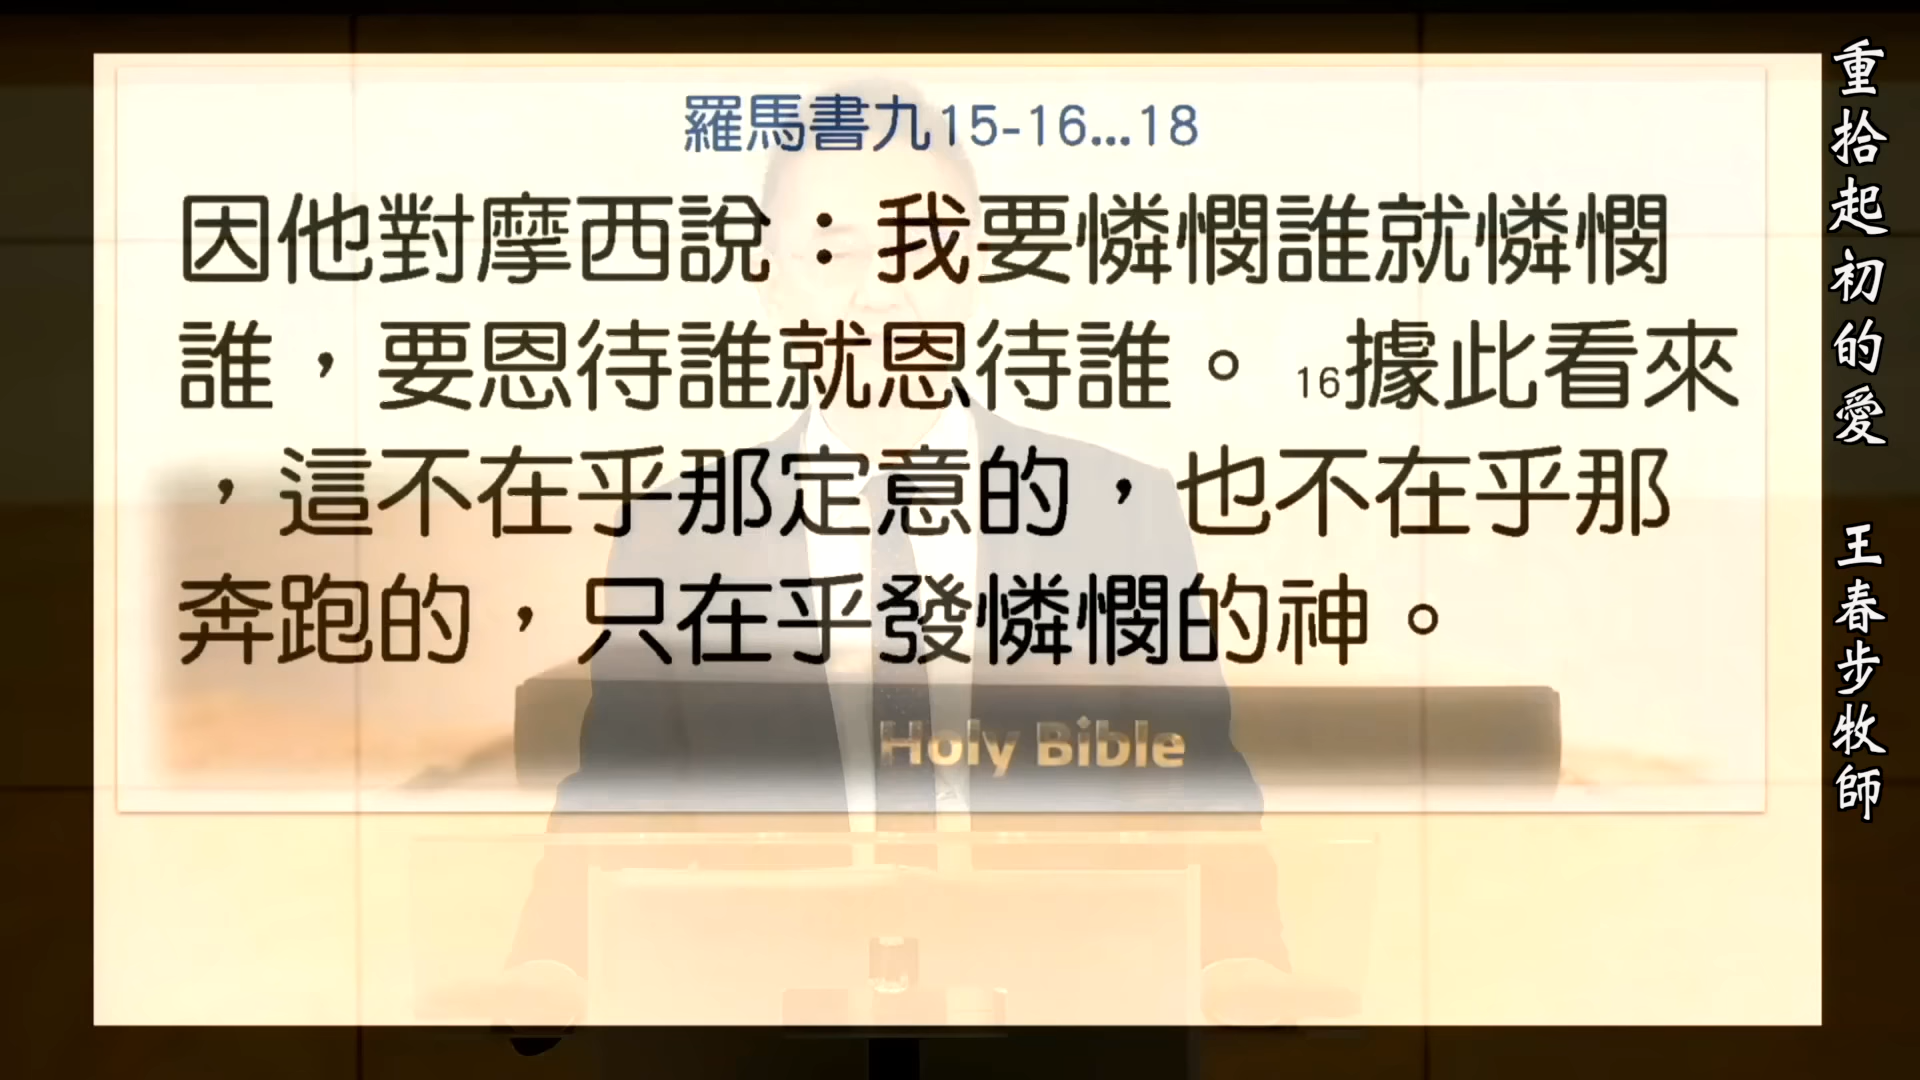 羅馬書九15-16...18
因他對摩西說：我要憐憫誰就憐憫
誰，要恩待誰就恩待誰。16據此看來
，這不在乎那定意的，也不在乎那
奔跑的，只在乎發憐憫的神。
Holy Bible
重拾起初的愛 王春步牧師